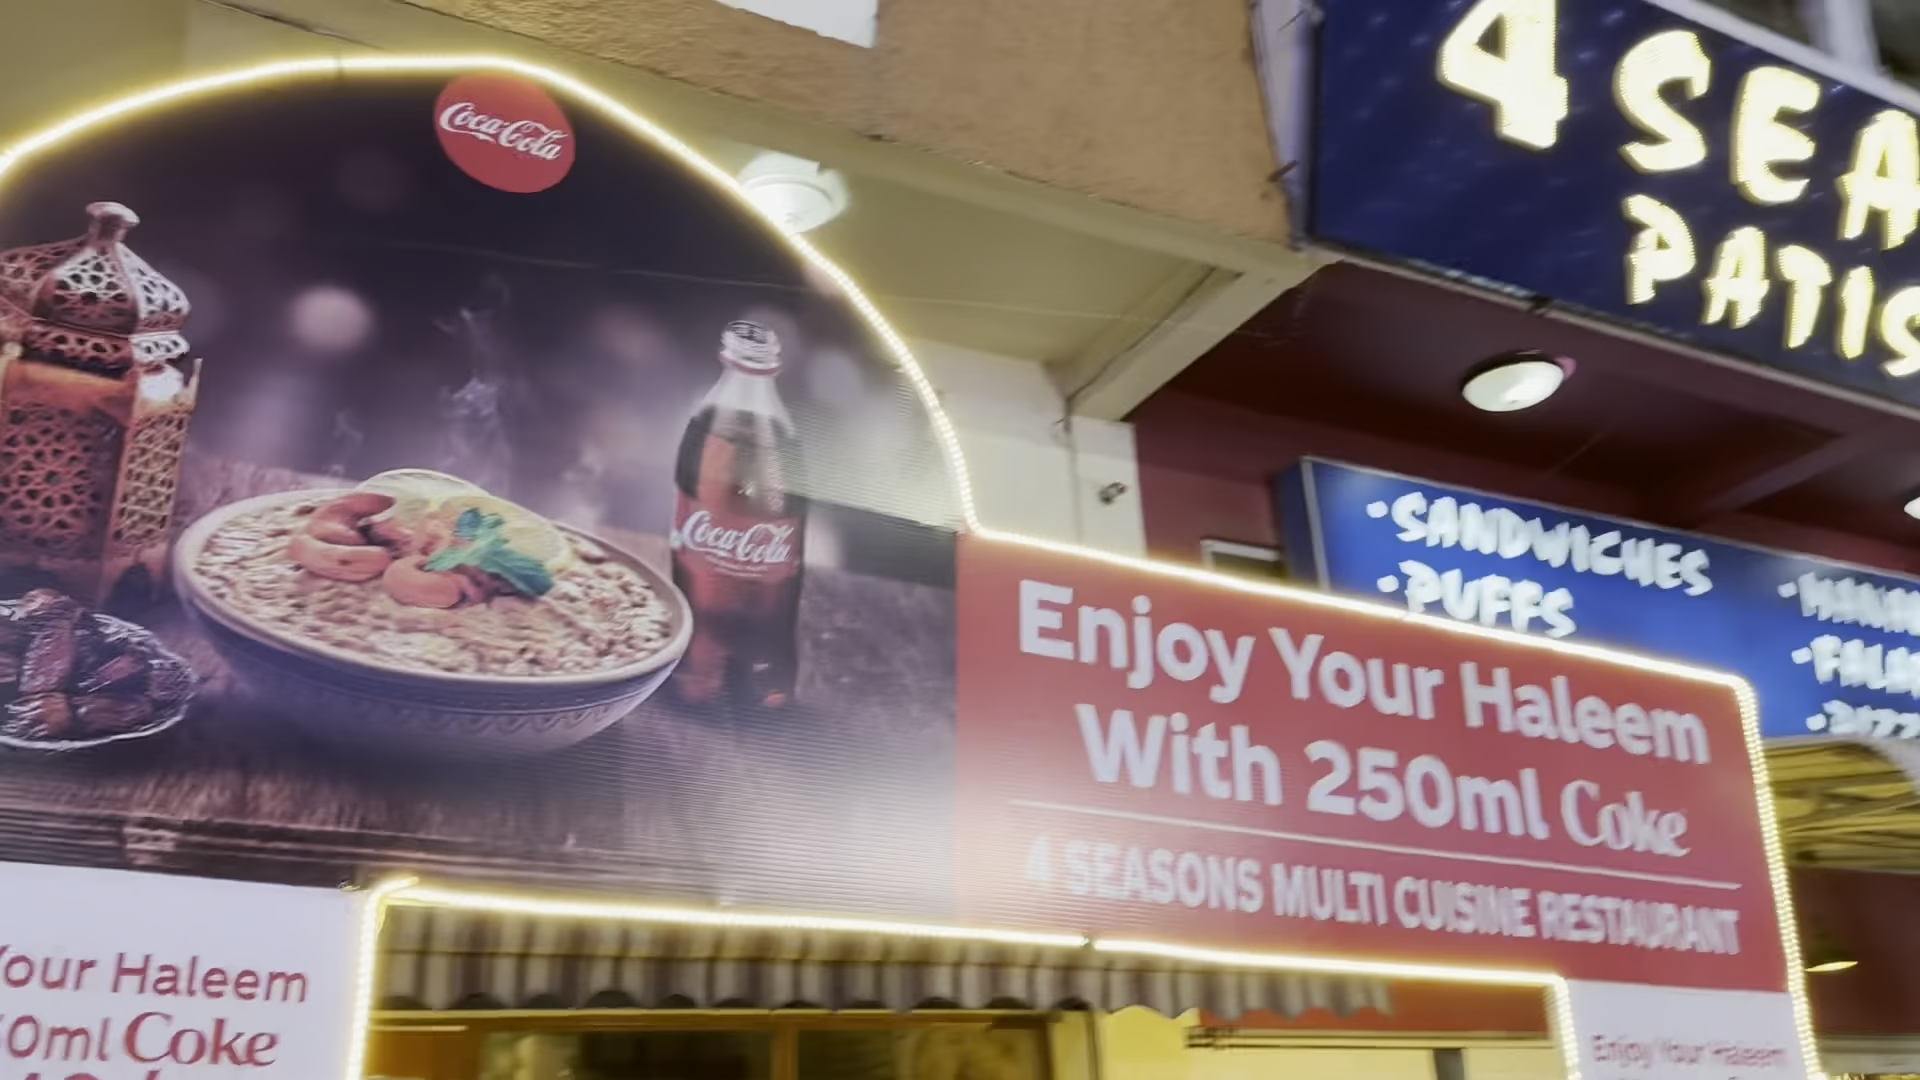 Coca-Cola
Coca-Cola
Enjoy Your Haleem
With 250ml Coke
4 SEASONS MULTI CUISINE RESTAURANT
4 SEA
PATIS
• SANDWICHES
• PUFFS
Your Haleem
50ml Coke
Enjoy Your Haleem